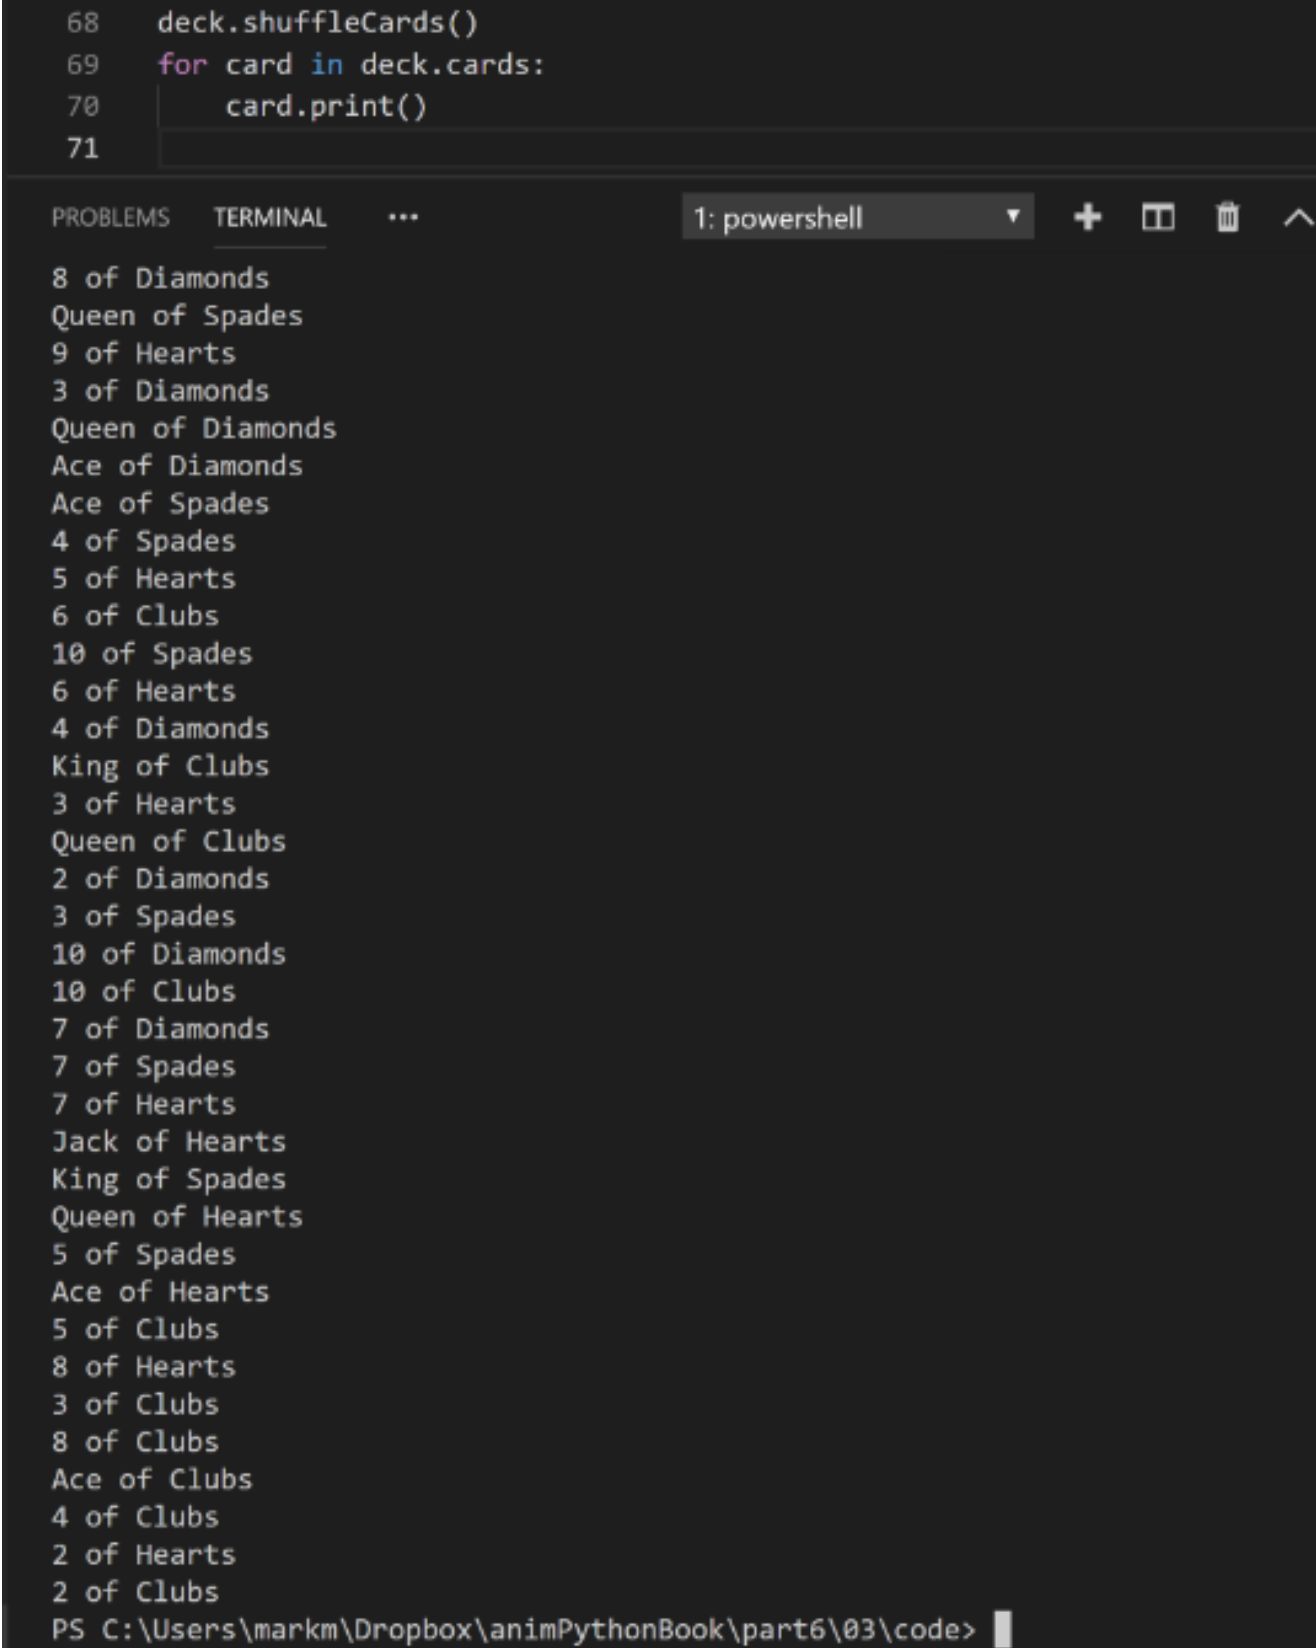 68 deck.shuffleCards()
69 for card in deck.cards:
70 card.print()
71
PROBLEMS TERMINAL ••• 1: powershell
8 of Diamonds
Queen of Spades
9 of Hearts
3 of Diamonds
Queen of Diamonds
Ace of Diamonds
Ace of Spades
4 of Spades
5 of Hearts
6 of Clubs
10 of Spades
6 of Hearts
4 of Diamonds
King of Clubs
3 of Hearts
Queen of Clubs
2 of Diamonds
3 of Spades
10 of Diamonds
10 of Clubs
7 of Diamonds
7 of Spades
7 of Hearts
Jack of Hearts
King of Spades
Queen of Hearts
5 of Spades
Ace of Hearts
5 of Clubs
8 of Hearts
3 of Clubs
8 of Clubs
Ace of Clubs
4 of Clubs
2 of Hearts
2 of Clubs
PS C:\Users\markm\Dropbox\animPythonBook\part6\03\code>